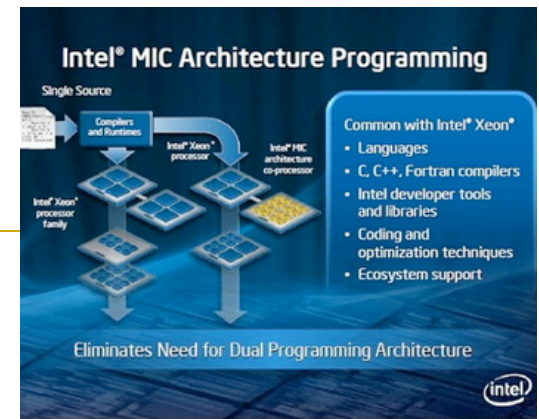 Intel® MIC Architecture Programming
Single Source
Compilers
and Runtimes
Intel® Xeon®
processor
Intel® MIC
architecture
co-processor
Intel® Xeon®
processor
family
Common with Intel® Xeon®
• Languages
• C, C++, Fortran compilers
• Intel developer tools
and libraries
• Coding and
optimization techniques
• Ecosystem support
Eliminates Need for Dual Programming Architecture
intel